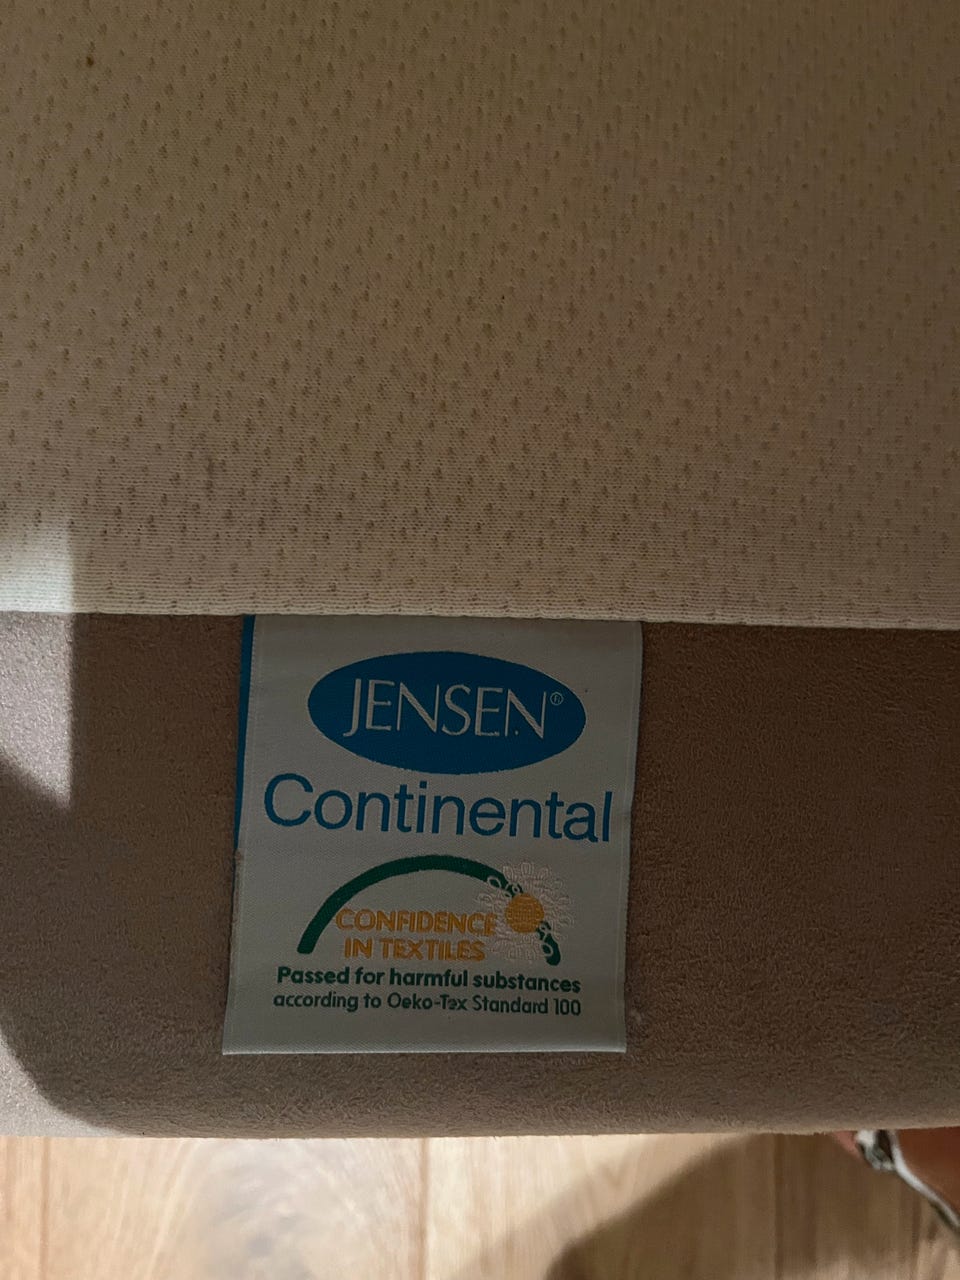 JENSEN®
Continental
CONFIDENCE
IN TEXTILES
Passed for harmful substances
according to Oeko-Tex Standard 100